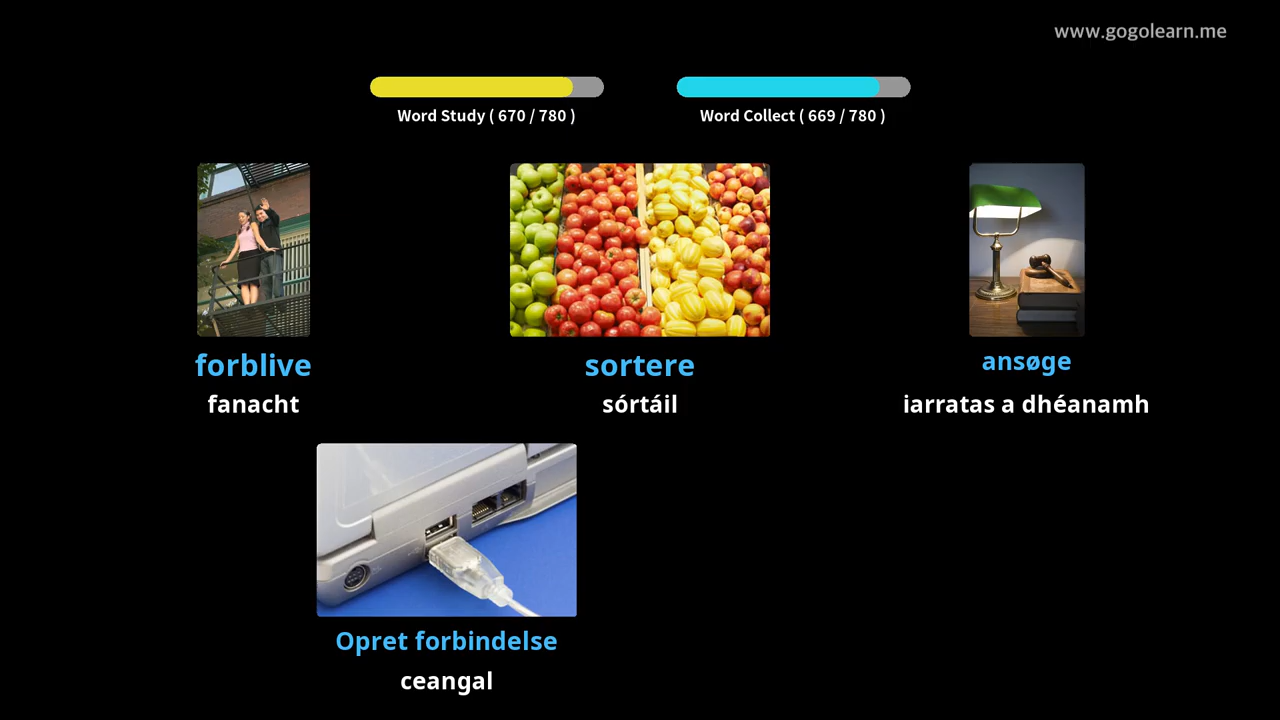 www.gogolearn.me
Word Study ( 670 / 780 )
Word Collect ( 669 / 780 )
forblive
fanacht
sortere
sórtáil
ansøge
iarratas a dhéanamh
Opret forbindelse
ceangal